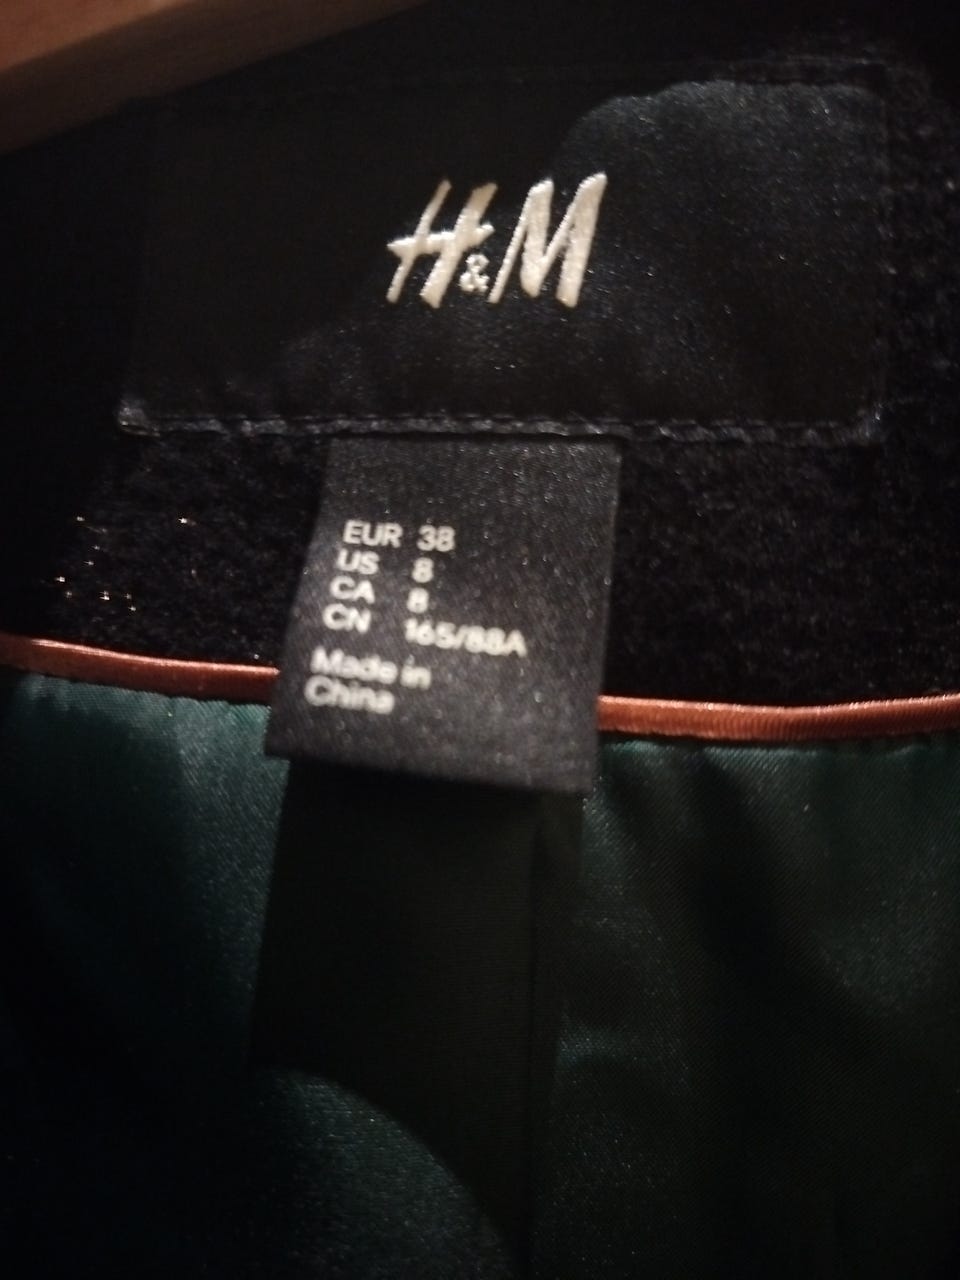 H&M
EUR 38
US 8
CA 8
CN 165/88A
Made in
China